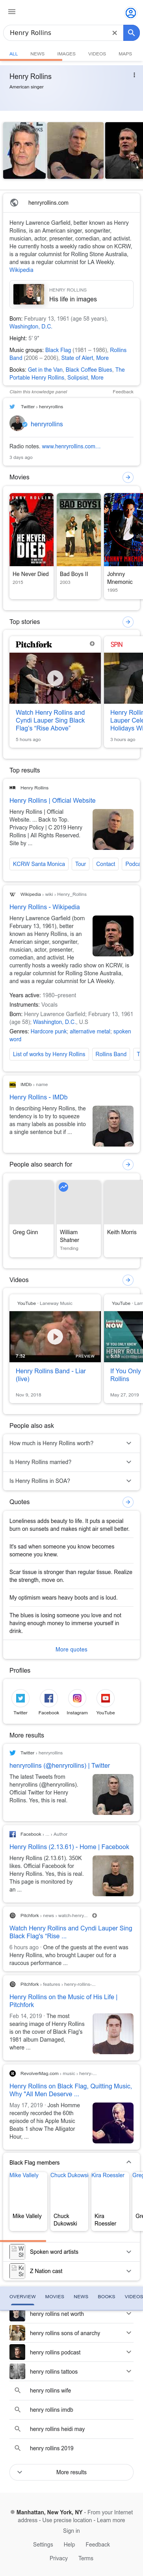 Henry Rollins
ALL NEWS IMAGES VIDEOS MAPS
Henry Rollins
American singer
henryrollins.com
Henry Lawrence Garfield, better known as
Henry Rollins, is an American singer, songwriter,
musician, actor, presenter, comedian, and activist.
He currently hosts a weekly radio show on KCRW,
is a regular columnist for Rolling Stone Australia,
and was a regular columnist for LA Weekly.
Wikipedia
HENRY ROLLINS
His life in images
Born: February 13, 1961 (age 58 years),
Washington, D.C.
Height: 5′ 9″
Music groups: Black Flag (1981 – 1986), Rollins
Band (2006 – 2006), State of Alert, More
Books: Get in the Van, Black Coffee Blues, The
Portable Henry Rollins, Solipsist, More
Claim this knowledge panel Feedback
Twitter › henryrollins
henryrollins
Radio notes. www.henryrollins.com...
3 days ago
Movies
HE NEVER DIED
BAD BOYS II
He Never Died
2015
Bad Boys II
2003
Johnny
Mnemonic
1995
Top stories
Pitchfork
SPIN
Watch Henry Rollins and
Cyndi Lauper Sing Black
Flag's "Rise Above"
5 hours ago
3 hours ago
Top results
Henry Rollins
Henry Rollins | Official Website
Henry Rollins | Official
Website. ... Back to Top.
Privacy Policy | C 2019 Henry
Rollins | All Rights Reserved.
Site by ...
KCRW Santa Monica Tour Contact
Wikipedia › wiki › Henry_Rollins
Henry Rollins - Wikipedia
Henry Lawrence Garfield (born
February 13, 1961), better
known as Henry Rollins, is an
American singer, songwriter,
musician, actor, presenter,
comedian, and activist. He
hosts a weekly radio show on KCRW, is
a regular columnist for Rolling Stone Australia,
and was a regular columnist for LA Weekly.
Years active: 1980–present
Instruments: Vocals
Born: Henry Lawrence Garfield; February 13, 1961
(age 58); Washington, D.C., U.S
Genres: Hardcore punk; alternative metal; spoken
word
List of works by Henry Rollins Rollins Band
IMDb › name
Henry Rollins - IMDb
In describing Henry Rollins, the
tendency is to try to squeeze
as many labels as possible into
a single sentence but if ...
People also search for
Greg Ginn
William
Shatner
Trending
Keith Morris
Videos
YouTube · Laneway Music
YouTube
7:32 PREVIEW
5:13
Henry Rollins Band - Liar
(live)
If You Only
Rollins
Nov 9, 2019
May 27, 2019
People also ask
How much is Henry Rollins worth?
Is Henry Rollins married?
Is Henry Rollins in SOA?
Quotes
Loneliness adds beauty to life. It puts a special
burn on sunsets and makes night air smell better.
It's sad when someone you know becomes
someone you knew.
Scar tissue is stronger than regular tissue. Realize
the strength, move on.
My optimism wears heavy boots and is loud.
The blues is losing someone you love and not
having enough money to immerse yourself in
drink.
More quotes
Profiles
Twitter Facebook Instagram YouTube
More results
Twitter › henryrollins
henryrollins (@henryrollins) | Twitter
The latest Tweets from
henryrollins (@henryrollins).
Official Twitter for Henry
Rollins. Yes, this is real.
Facebook › ... › Author
Henry Rollins (2.13.61) - Home | Facebook
Henry Rollins (2.13.61). 350K
likes. Official Facebook for
Henry Rollins. Yes, this is real.
This page is monitored by
an ...
Pitchfork › news › watch-henry...
Watch Henry Rollins and Cyndi Lauper Sing
Black Flag's "Rise ...
6 hours ago · One of the guests at the event was
Henry Rollins, who brought Lauper out for a
raucous performance ...
Pitchfork › features › henry-rollins-...
Henry Rollins on the Music of His Life |
Pitchfork
Feb 14, 2019 · The most
searing image of Henry Rollins
is on the cover of Black Flag's
1981 album Damaged,
where ...
RevolverMag.com › music › henry-...
Henry Rollins on Black Flag, Quitting Music,
Why "All Men Deserve ...
May 17, 2019 · Josh Homme
recently recorded the 60th
episode of his Apple Music
Beats 1 show The Alligator
Hour, ...
Black Flag members
Mike Vallely Chuck Dukowski Kira Roessler
Mike Vallely
Chuck
Dukowski
Kira
Roessler
Spoken word artists
Z Nation cast
OVERVIEW MOVIES NEWS BOOKS VIDEOS
henry rollins net worth
henry rollins sons of anarchy
henry rollins podcast
henry rollins tattoos
henry rollins wife
henry rollins imdb
henry rollins heidi may
henry rollins 2019
More results
Manhattan, New York, NY - From your Internet
address - Use precise location - Learn more
Sign in
Settings Help Feedback
Privacy Terms